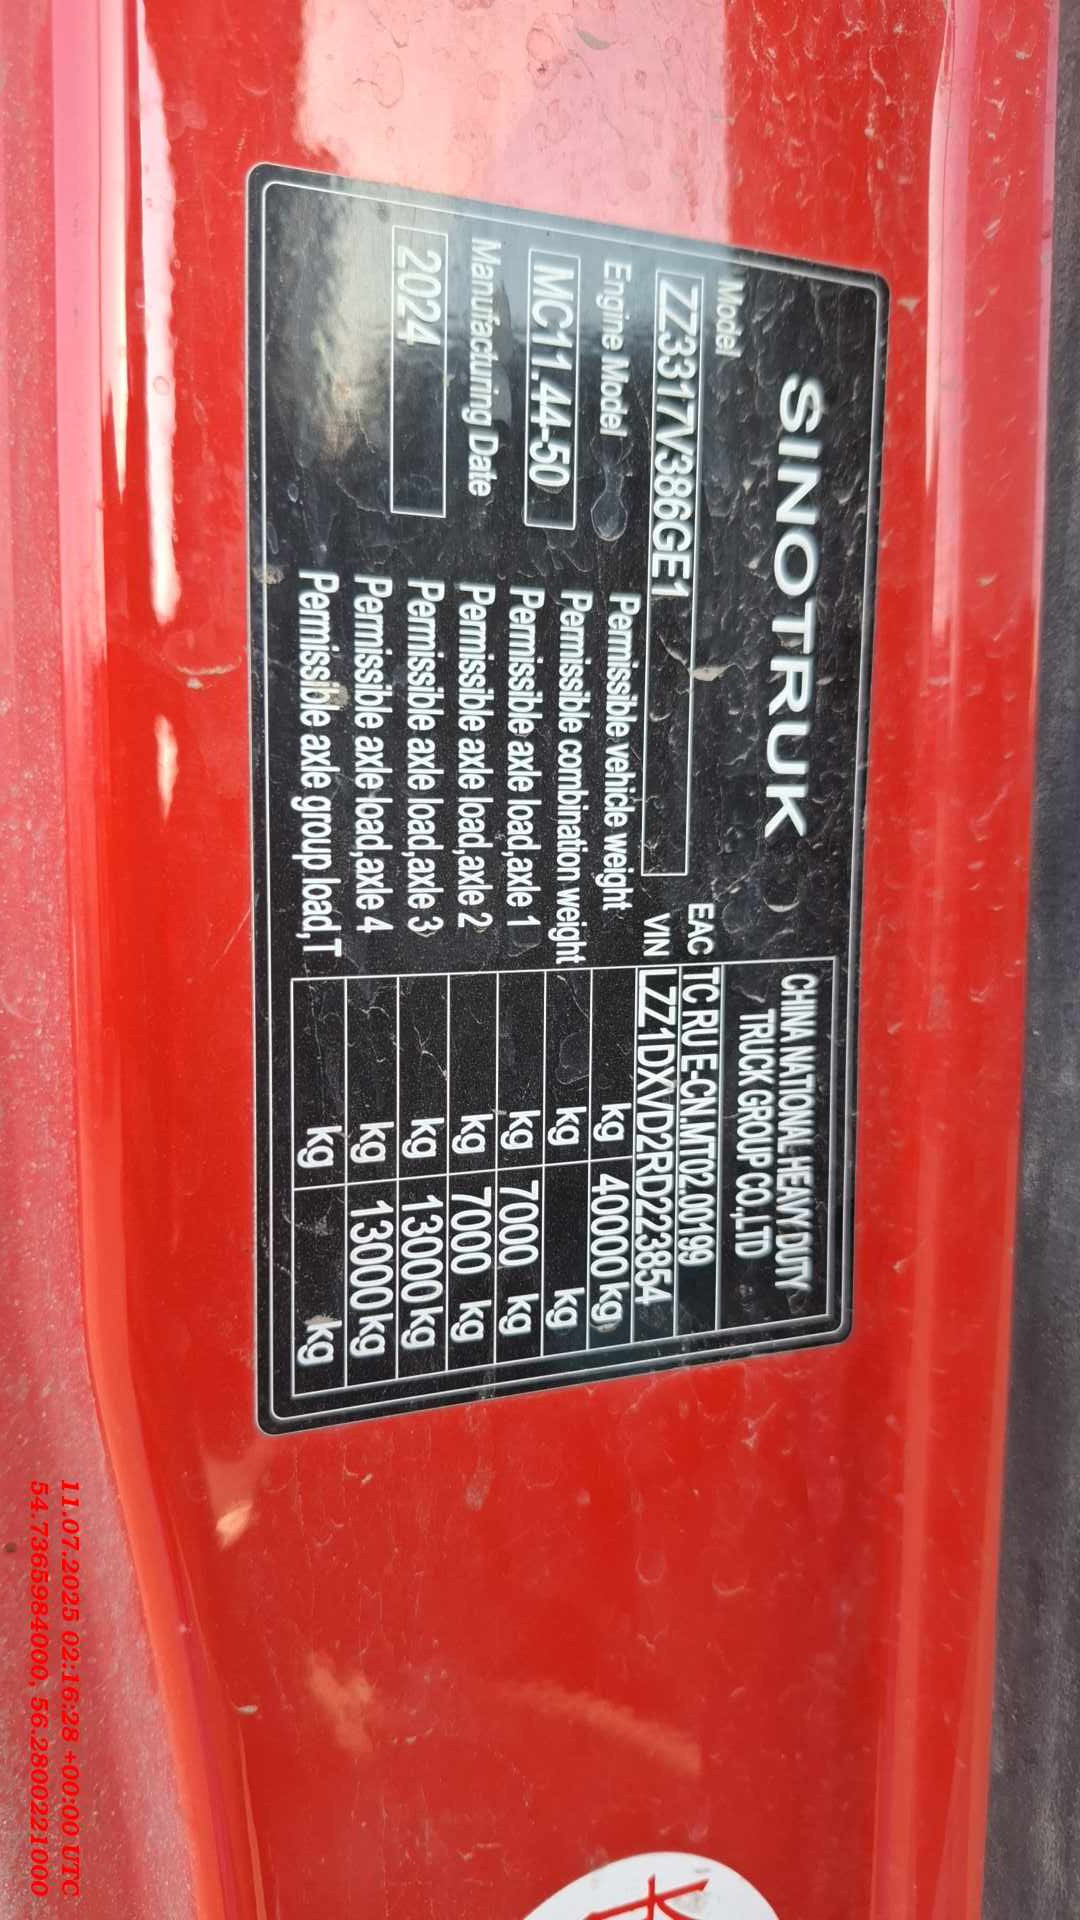 SINOTRUK
CHINA NATIONAL HEAVY DUTY
TRUCK GROUP CO.,LTD
Model
EAC TC RU E-CN.MT02.00199
ZZ3317V386GE1
VIN LZZ1DXVD2RD223854
Engine Model
Permissible vehicle weight kg 40000 kg
MC11.44-50
Permissible combination weight kg kg
Permissible axle load,axle 1 kg 7000 kg
Manufacturing Date
Permissible axle load,axle 2 kg 7000 kg
2024
Permissible axle load,axle 3 kg 13000 kg
Permissible axle load,axle 4 kg 13000 kg
Permissible axle group load,T kg kg
11.07.2025 02:16:28 +00:00 UTC
54.7365984000, 56.2800221000